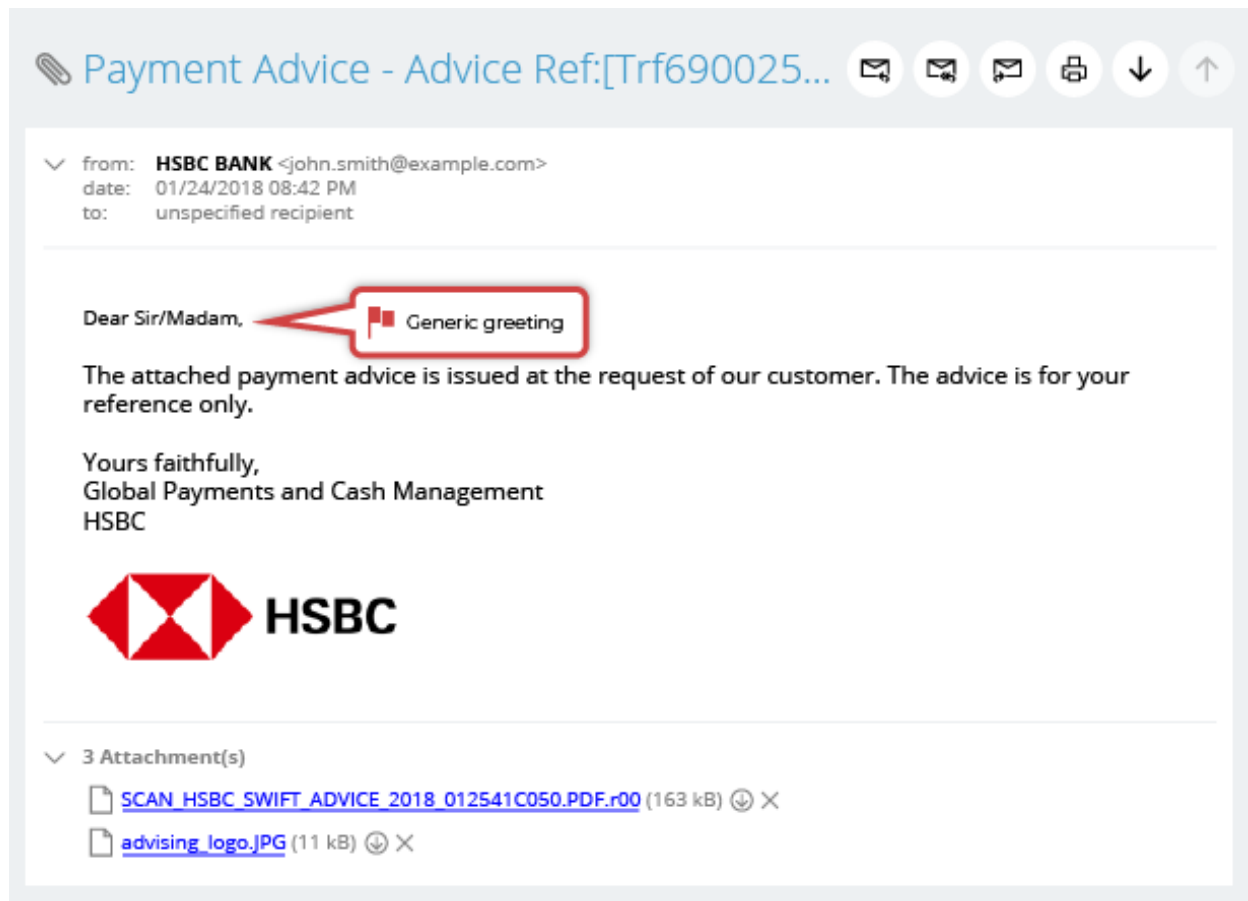 Payment Advice - Advice Ref:[Trf690025...
from: HSBC BANK <john.smith@example.com>
date: 01/24/2018 08:42 PM
to: unspecified recipient
Dear Sir/Madam,
Generic greeting
The attached payment advice is issued at the request of our customer. The advice is for your
reference only.
Yours faithfully,
Global Payments and Cash Management
HSBC
HSBC
3 Attachment(s)
SCAN_HSBC_SWIFT_ADVICE_2018_012541C050.PDF.r00 (163 kB)
advising_logo.JPG (11 kB)